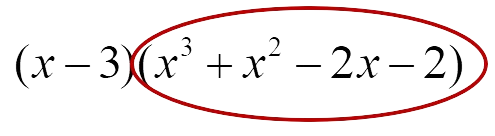 (x − 3)(x³ + x² − 2x − 2)